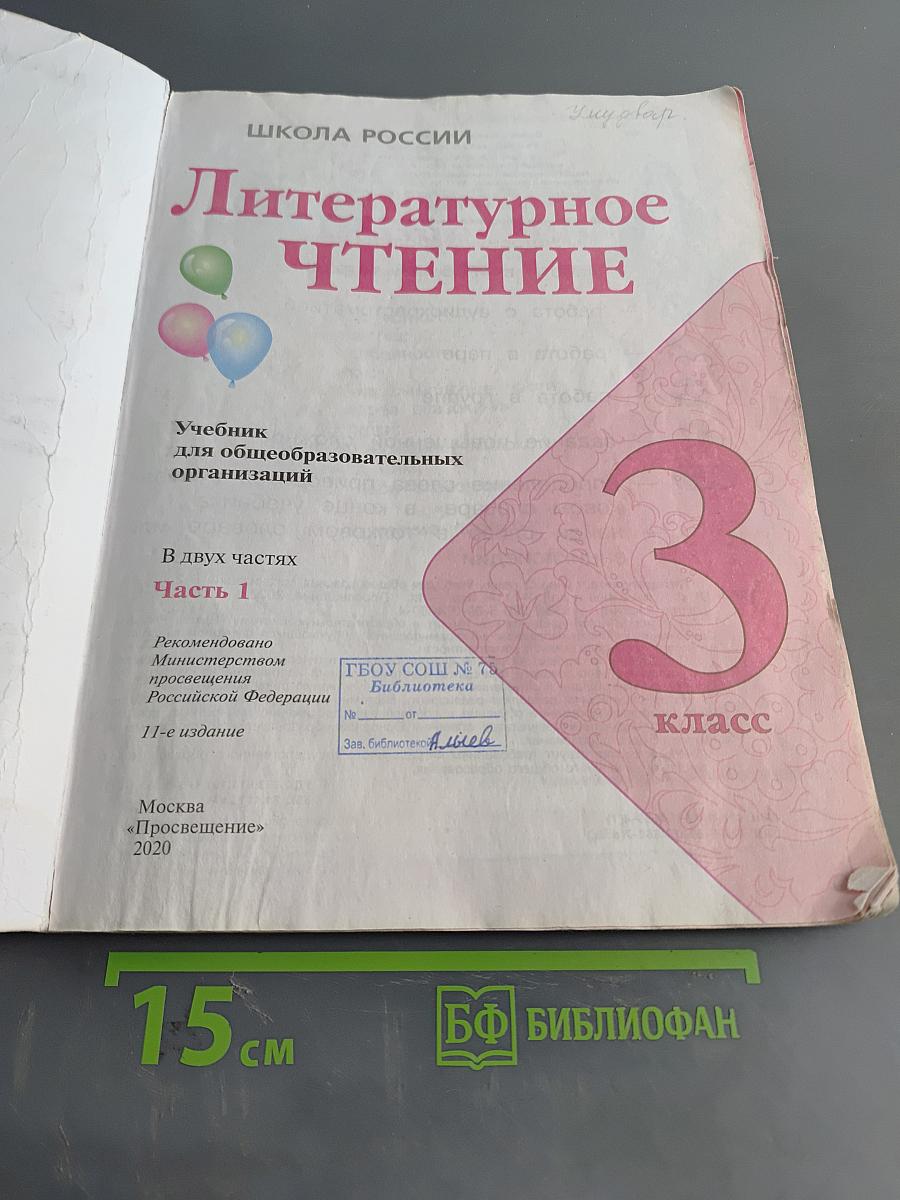 ШКОЛА РОССИИ
Литературное
ЧТЕНИЕ
Учебник
для общеобразовательных
организаций
В двух частях
Часть 1
3
класс
Рекомендовано
Министерством
просвещения
Российской Федерации
11-е издание
ГБОУ СОШ № 75
Библиотека
№ от
Зав. библиотекой
Москва
«Просвещение»
2020
15 см
БФ БИБЛИОФАН